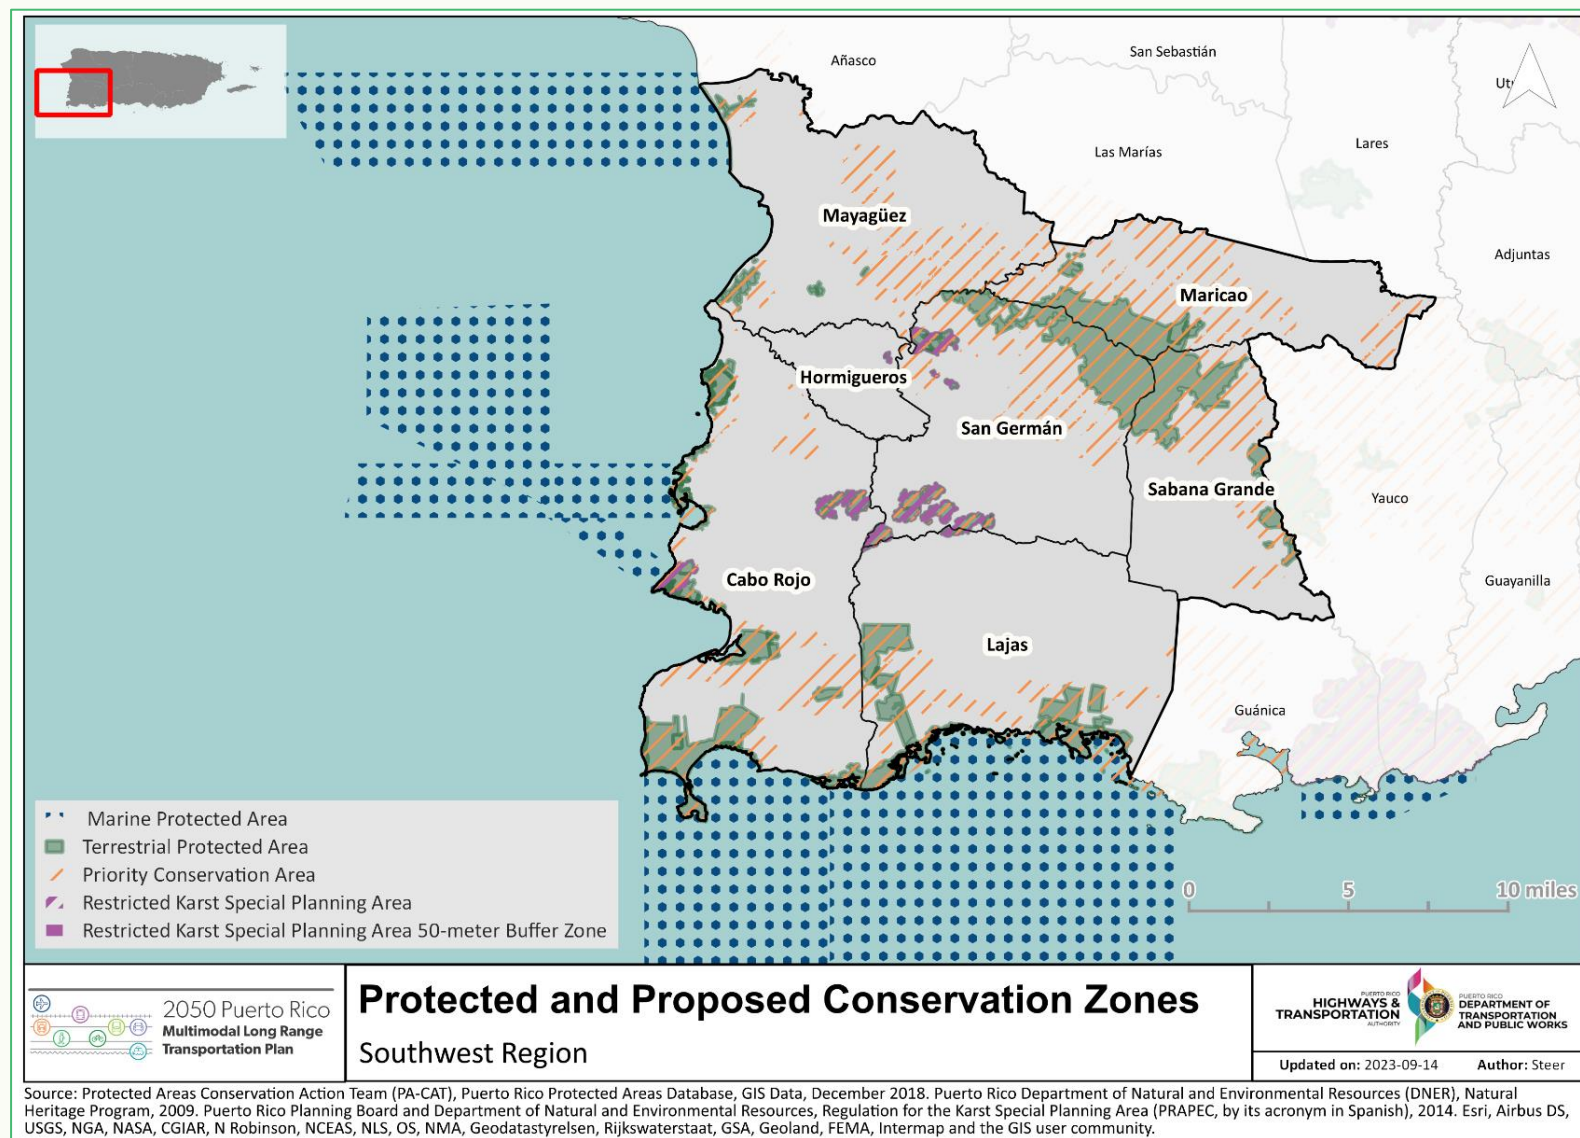 Añasco
San Sebastián
Las Marías
Lares
Mayagüez
Adjuntas
Maricao
Hormigueros
San Germán
Sabana Grande
Yauco
Cabo Rojo
Guayanilla
Lajas
Guánica
Marine Protected Area
Terrestrial Protected Area
Priority Conservation Area
Restricted Karst Special Planning Area
Restricted Karst Special Planning Area 50-meter Buffer Zone
0 5 10 miles
2050 Puerto Rico
Multimodal Long Range
Transportation Plan
Protected and Proposed Conservation Zones
Southwest Region
PUERTO RICO
HIGHWAYS &
TRANSPORTATION
AUTHORITY
PUERTO RICO
DEPARTMENT OF
TRANSPORTATION
AND PUBLIC WORKS
Updated on: 2023-09-14 Author: Steer
Source: Protected Areas Conservation Action Team (PA-CAT), Puerto Rico Protected Areas Database, GIS Data, December 2018. Puerto Rico Department of Natural and Environmental Resources (DNER), Natural
Heritage Program, 2009. Puerto Rico Planning Board and Department of Natural and Environmental Resources, Regulation for the Karst Special Planning Area (PRAPEC, by its acronym in Spanish), 2014. Esri, Airbus DS,
USGS, NGA, NASA, CGIAR, N Robinson, NCEAS, NLS, OS, NMA, Geodatastyrelsen, Rijkswaterstaat, GSA, Geoland, FEMA, Intermap and the GIS user community.